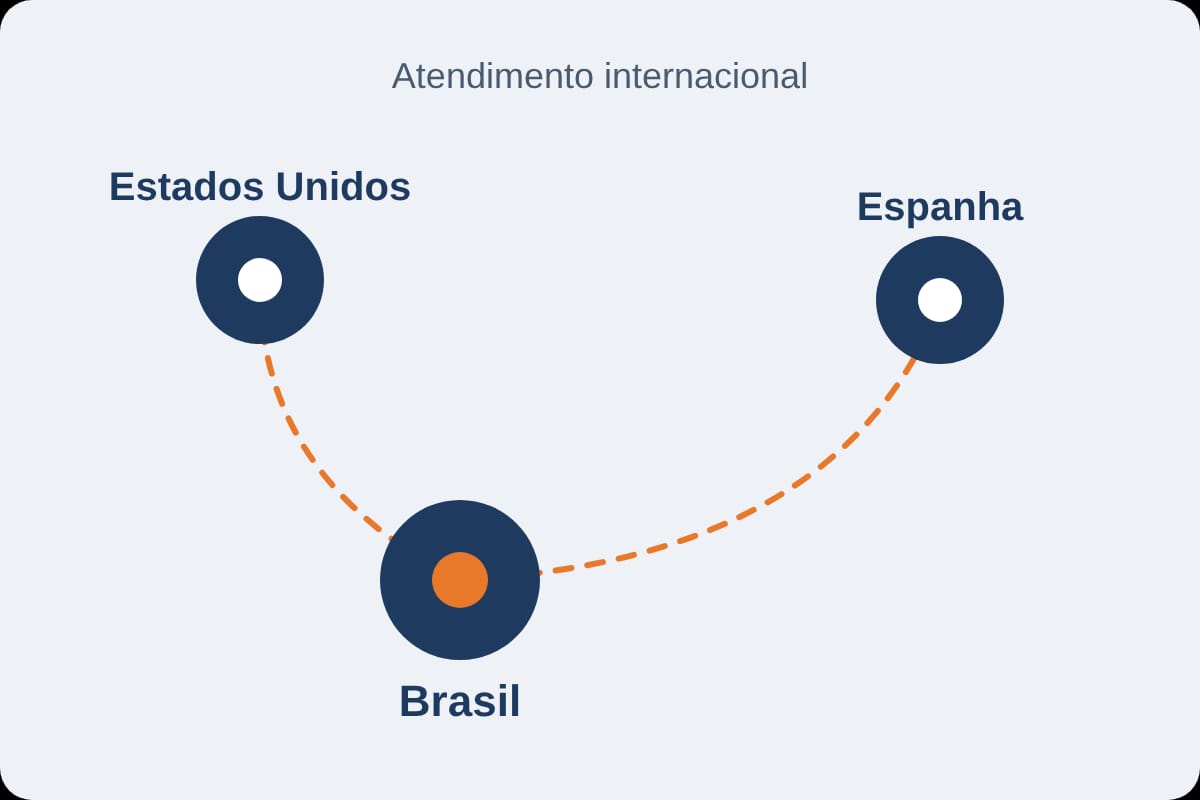 Atendimento internacional
Estados Unidos
Espanha
Brasil